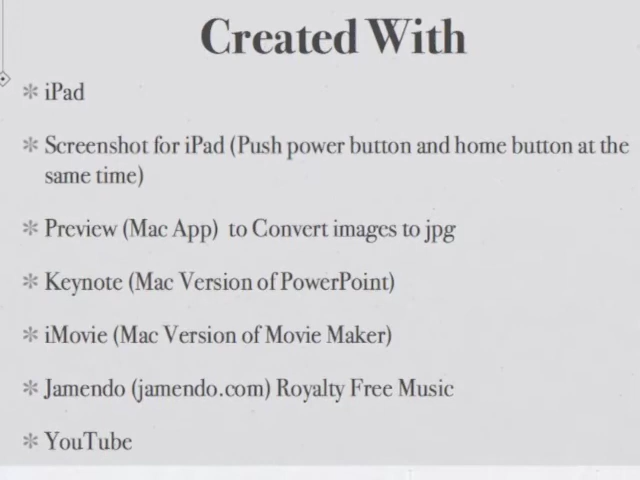 Created With
✻ iPad
✻ Screenshot for iPad (Push power button and home button at the
same time)
✻ Preview (Mac App)  to Convert images to jpg
✻ Keynote (Mac Version of PowerPoint)
✻ iMovie (Mac Version of Movie Maker)
✻ Jamendo (jamendo.com) Royalty Free Music
✻ YouTube